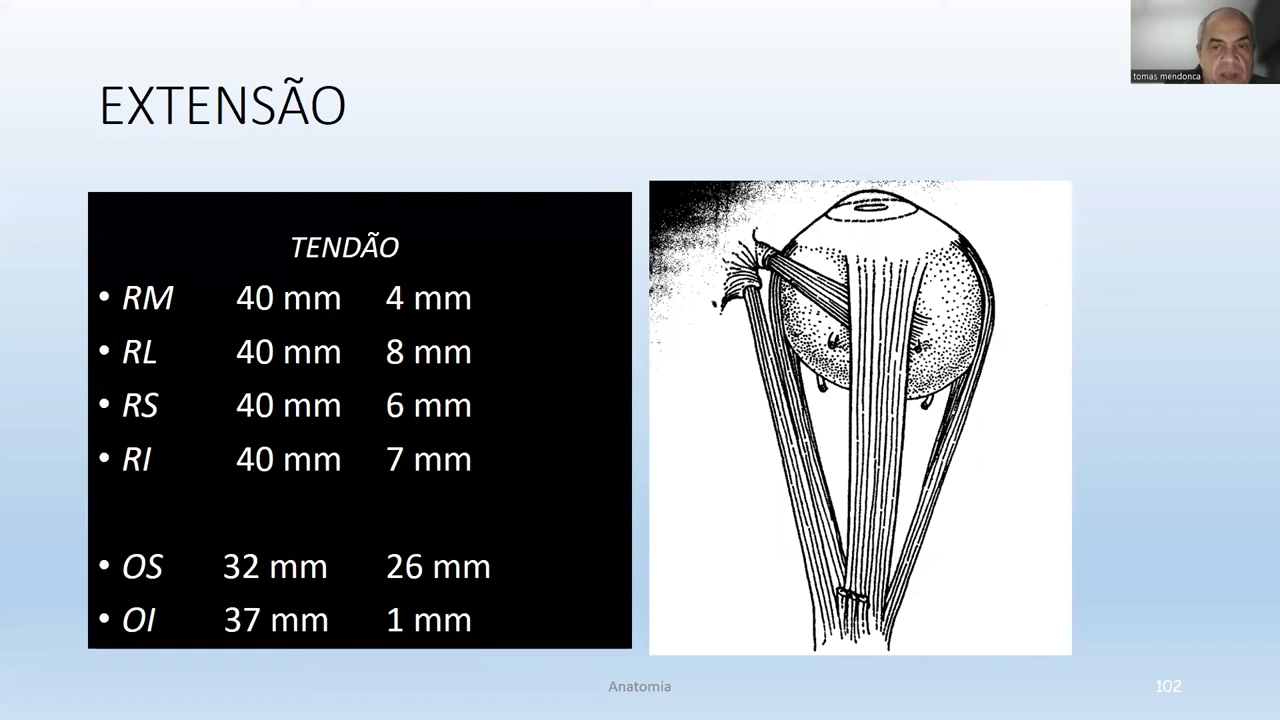 tomas mendonca
EXTENSÃO
TENDÃO
• RM 40 mm 4 mm
• RL 40 mm 8 mm
• RS 40 mm 6 mm
• RI 40 mm 7 mm
• OS 32 mm 26 mm
• OI 37 mm 1 mm
Anatomia
102